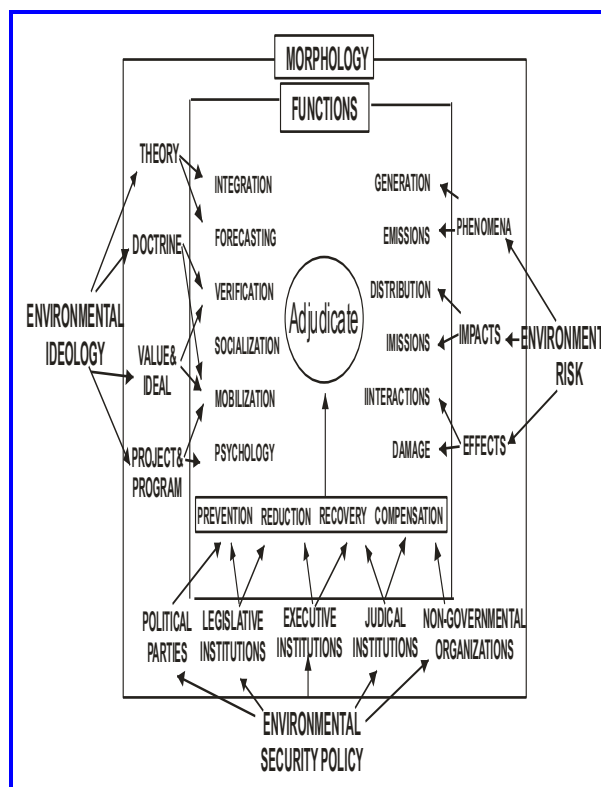 MORPHOLOGY
FUNCTIONS
THEORY
INTEGRATION
GENERATION
PHENOMENA
FORECASTING
EMISSIONS
DOCTRINE
VERIFICATION
DISTRIBUTION
ENVIRONMENTAL
IDEOLOGY
Adjudicate
SOCIALIZATION
IMISSIONS
IMPACTS
ENVIRONMENT
RISK
VALUE&
IDEAL
MOBILIZATION
IINTERACTIONS
PSYCHOLOGY
DAMAGE
EFFECTS
PROJECT&
PROGRAM
PREVENTION REDUCTION RECOVERY COMPENSATION
POLITICAL
PARTIES
LEGISLATIVE
INSTITUTIONS
EXECUTIVE
INSTITUTIONS
JUDICAL
INSTITUTIONS
NON-GOVERNMENTAL
ORGANIZATIONS
ENVIRONMENTAL
SECURITY POLICY